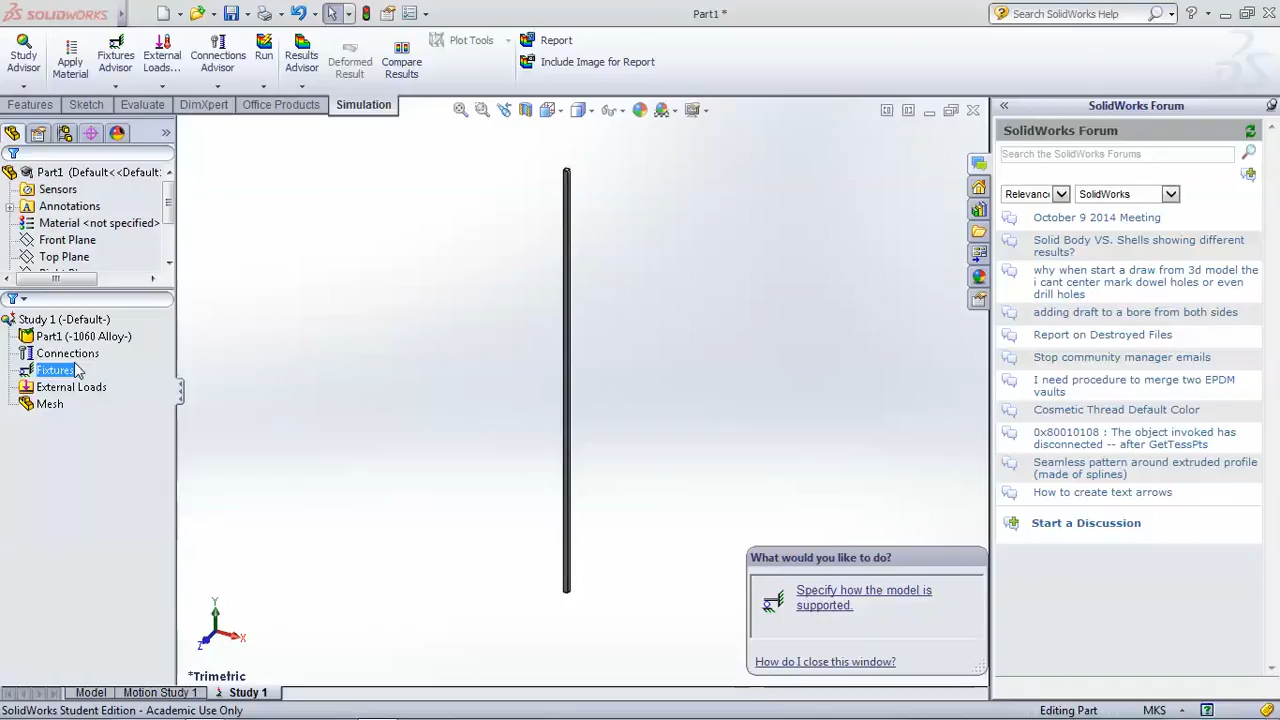 SOLIDWORKS
Part1 *
Search SolidWorks Help
Study Advisor
Apply Material
Fixtures Advisor
External Loads...
Connections Advisor
Run
Results Advisor
Deformed Result
Compare Results
Plot Tools
Report
Include Image for Report
Features
Sketch
Evaluate
DimXpert
Office Products
Simulation
Part1 (Default<<Default:
Sensors
Annotations
Material <not specified>
Front Plane
Top Plane
Study 1 (-Default-)
Part1 (-1060 Alloy-)
Connections
Fixtures
External Loads
Mesh
Y
X
Z
*Trimetric
What would you like to do?
Specify how the model is
supported.
How do I close this window?
SolidWorks Forum
SolidWorks Forum
Search the SolidWorks Forums
Relevanc
SolidWorks
October 9 2014 Meeting
Solid Body VS. Shells showing different
results?
why when start a draw from 3d model the
i cant center mark dowel holes or even
drill holes
adding draft to a bore from both sides
Report on Destroyed Files
Stop community manager emails
I need procedure to merge two EPDM
vaults
Cosmetic Thread Default Color
0x80010108 : The object invoked has
disconnected -- after GetTessPts
Seamless pattern around extruded profile
(made of splines)
How to create text arrows
Start a Discussion
Model
Motion Study 1
Study 1
SolidWorks Student Edition - Academic Use Only
Editing Part
MKS